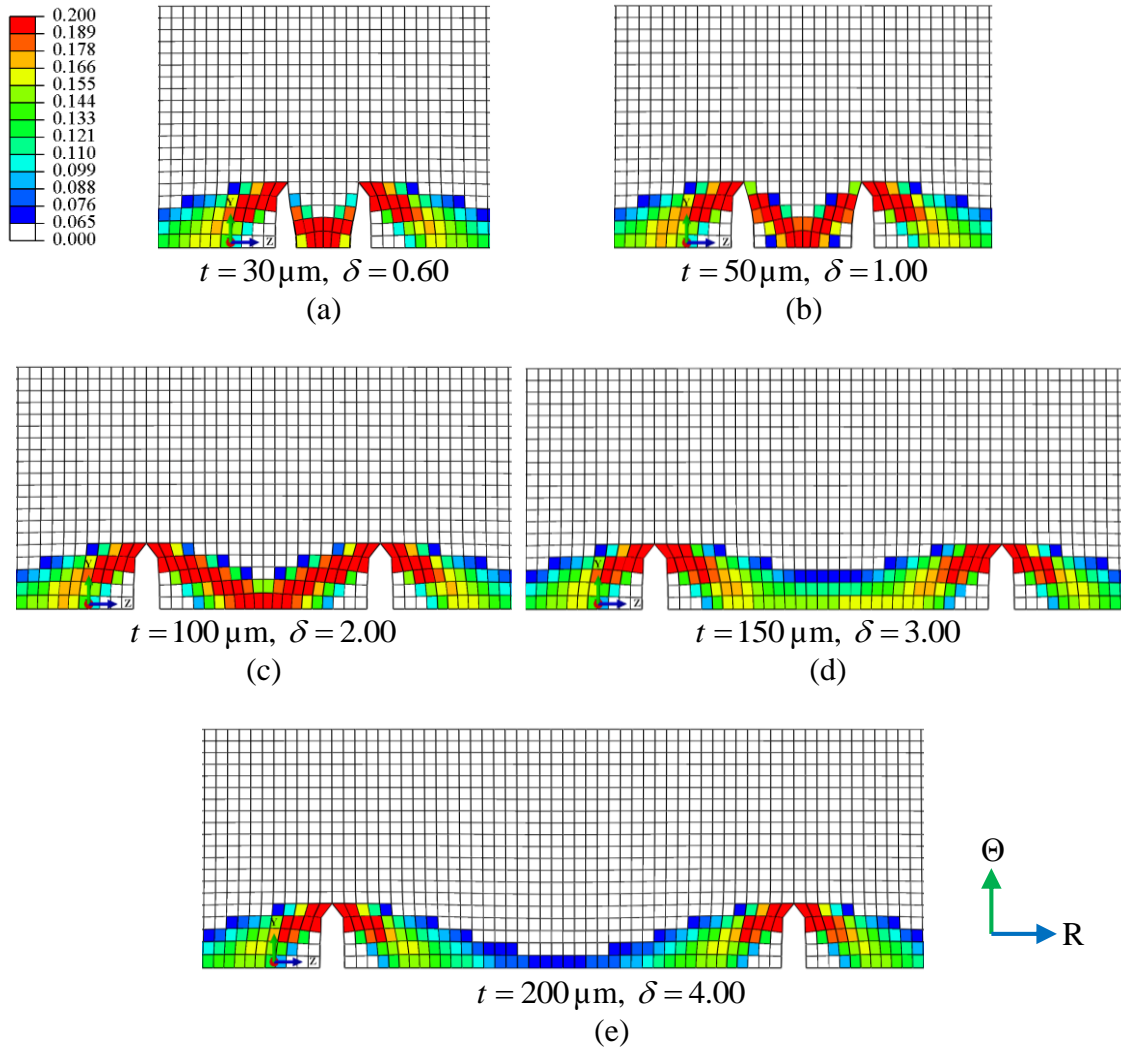 0.200
0.189
0.178
0.166
0.155
0.144
0.133
0.121
0.110
0.099
0.088
0.076
0.065
0.000
Y
Z
t = 30 µm, δ = 0.60
(a)
Y
Z
t = 50 µm, δ = 1.00
(b)
Y
Z
t = 100 µm, δ = 2.00
(c)
Y
Z
t = 150 µm, δ = 3.00
(d)
Y
Z
t = 200 µm, δ = 4.00
(e)
Θ
R